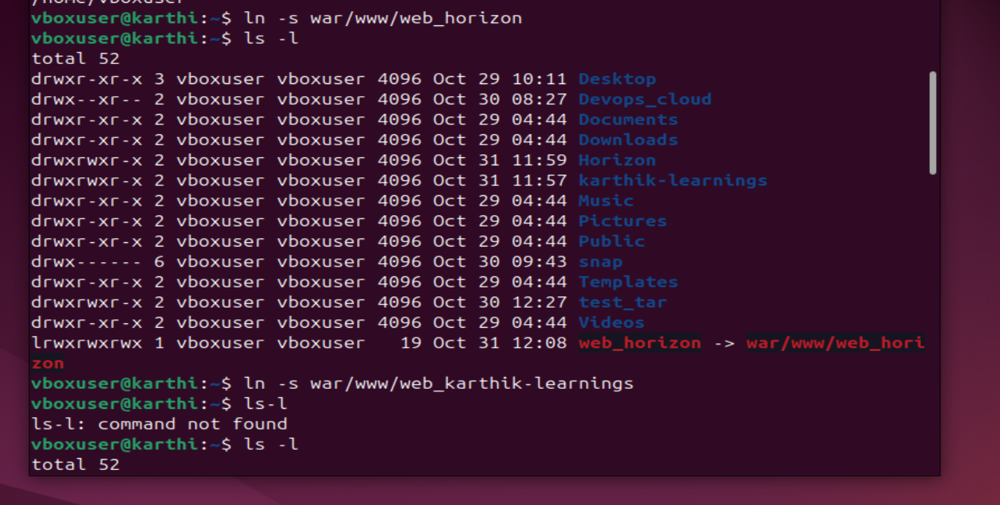 /home/vboxuser
vboxuser@karthi:~$ ln -s war/www/web_horizon
vboxuser@karthi:~$ ls -l
total 52
drwxr-xr-x 3 vboxuser vboxuser 4096 Oct 29 10:11 Desktop
drwx--xr-- 2 vboxuser vboxuser 4096 Oct 30 08:27 Devops_cloud
drwxr-xr-x 2 vboxuser vboxuser 4096 Oct 29 04:44 Documents
drwxr-xr-x 2 vboxuser vboxuser 4096 Oct 29 04:44 Downloads
drwxrwxr-x 2 vboxuser vboxuser 4096 Oct 31 11:59 Horizon
drwxrwxr-x 2 vboxuser vboxuser 4096 Oct 31 11:57 karthik-learnings
drwxr-xr-x 2 vboxuser vboxuser 4096 Oct 29 04:44 Music
drwxr-xr-x 2 vboxuser vboxuser 4096 Oct 29 04:44 Pictures
drwxr-xr-x 2 vboxuser vboxuser 4096 Oct 29 04:44 Public
drwx------ 6 vboxuser vboxuser 4096 Oct 30 09:43 snap
drwxr-xr-x 2 vboxuser vboxuser 4096 Oct 29 04:44 Templates
drwxrwxr-x 2 vboxuser vboxuser 4096 Oct 30 12:27 test_tar
drwxr-xr-x 2 vboxuser vboxuser 4096 Oct 29 04:44 Videos
lrwxrwxrwx 1 vboxuser vboxuser   19 Oct 31 12:08 web_horizon -> war/www/web_hori
zon
vboxuser@karthi:~$ ln -s war/www/web_karthik-learnings
vboxuser@karthi:~$ ls-l
ls-l: command not found
vboxuser@karthi:~$ ls -l
total 52